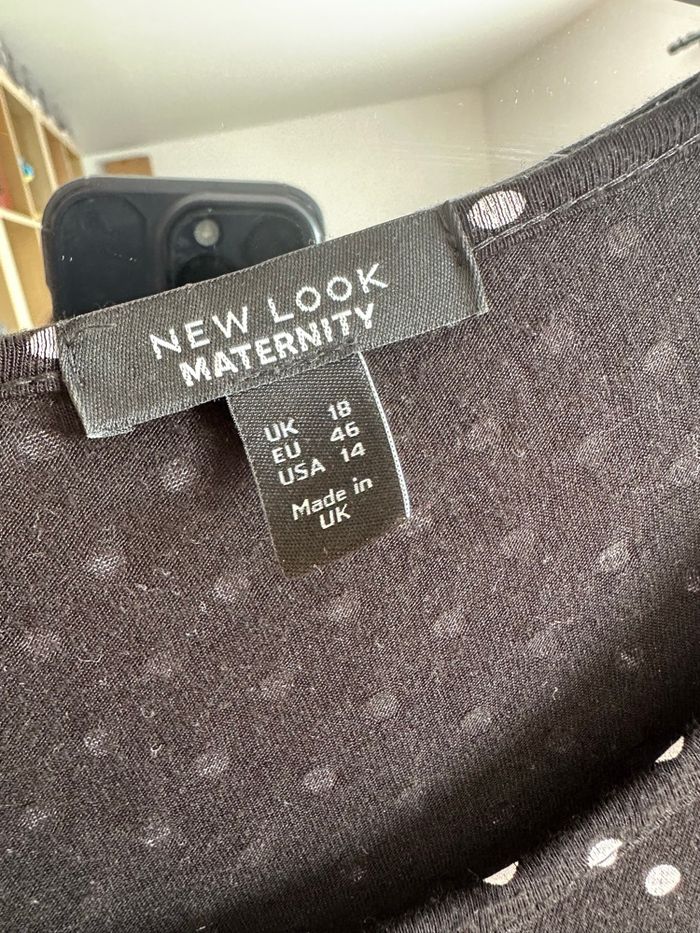 NEW LOOK
MATERNITY
UK 18
EU 46
USA 14
Made in
UK